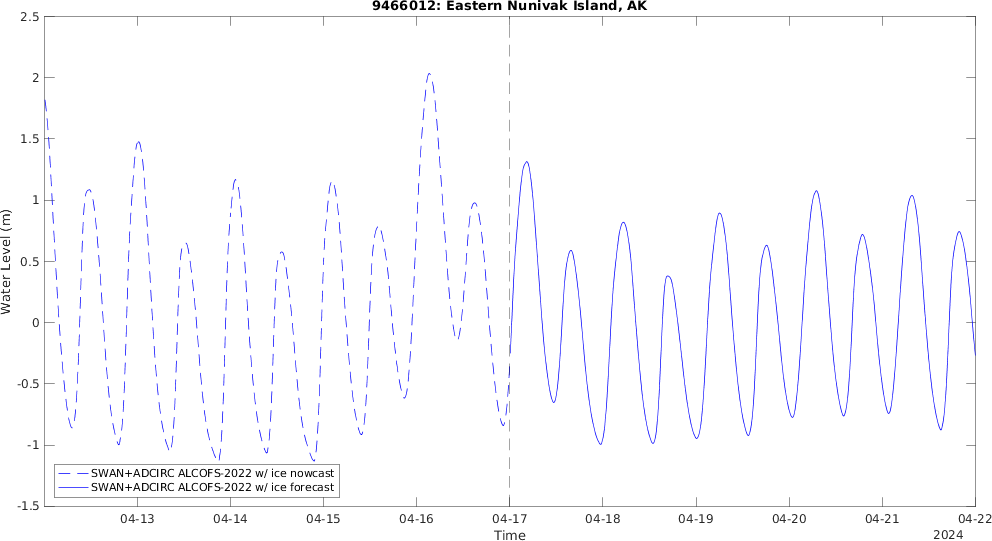 9466012: Eastern Nunivak Island, AK
2.5
2
1.5
1
0.5
0
-0.5
-1
-1.5
Water Level (m)
SWAN+ADCIRC ALCOFS-2022 w/ ice nowcast
SWAN+ADCIRC ALCOFS-2022 w/ ice forecast
04-13 04-14 04-15 04-16 04-17 04-18 04-19 04-20 04-21 04-22
Time
2024